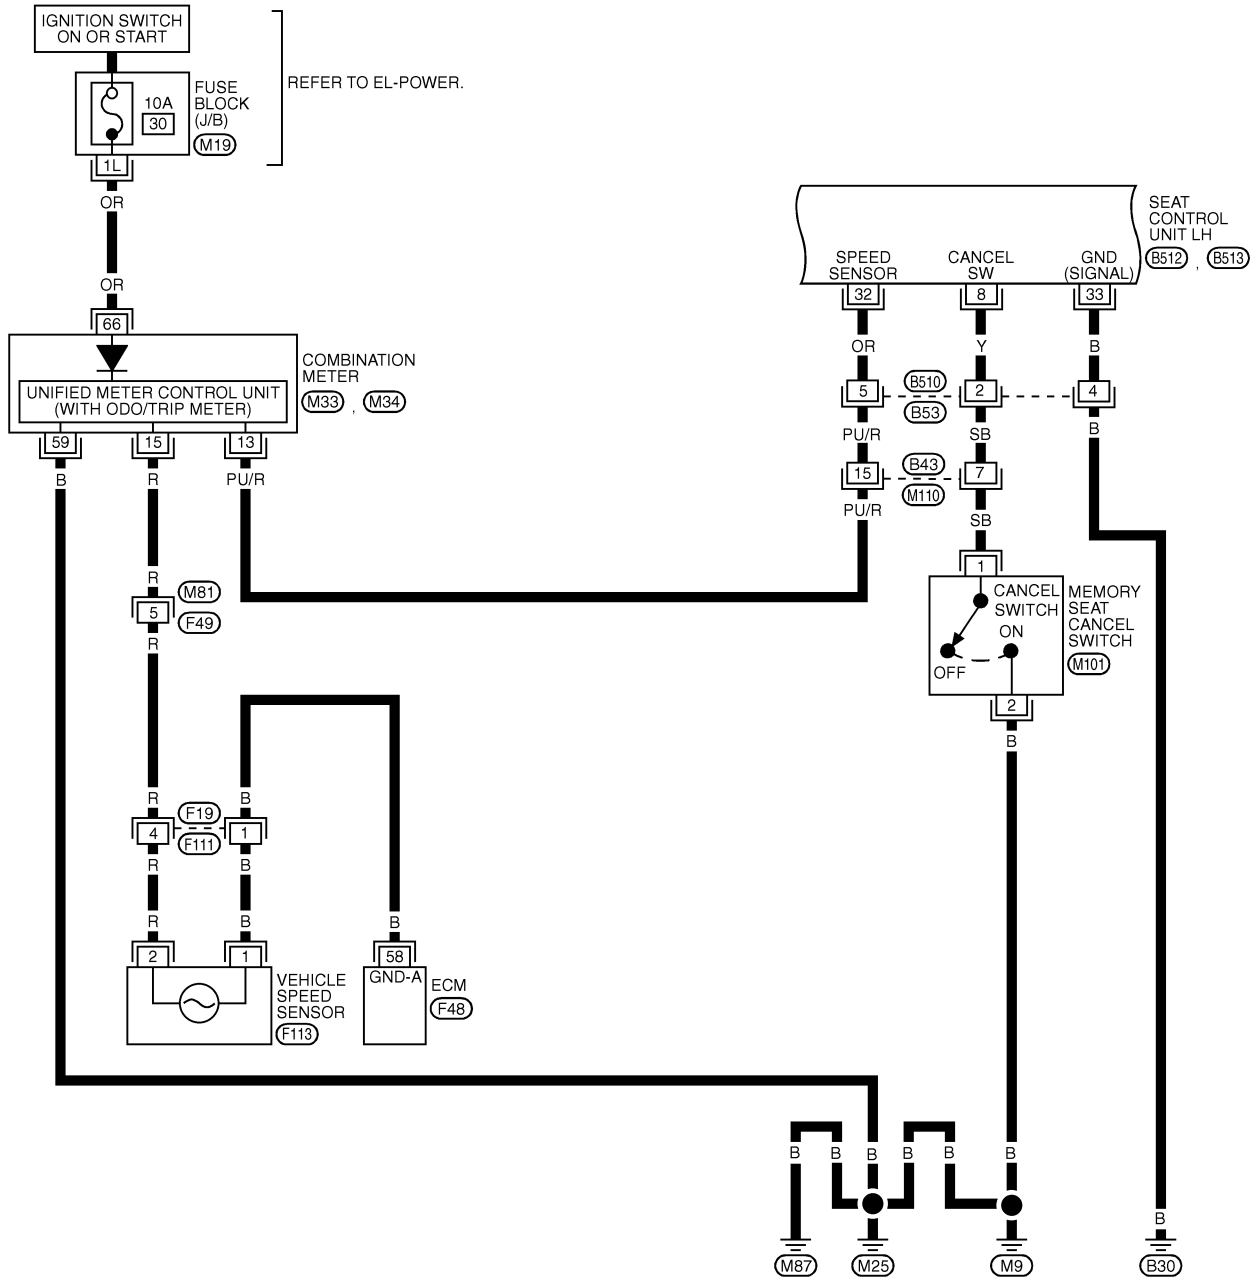 IGNITION SWITCH
ON OR START
FUSE
BLOCK
(J/B)
10A
30
M19
1L
REFER TO EL-POWER.
OR
OR
66
COMBINATION
METER
M33 , M34
UNIFIED METER CONTROL UNIT
(WITH ODO/TRIP METER)
59
15
13
B
R
PU/R
SEAT
CONTROL
UNIT LH
B512 , B513
SPEED
SENSOR
CANCEL
SW
GND
(SIGNAL)
32
8
33
OR
Y
B
5
B510
B53
2
4
PU/R
SB
B
15
B43
M110
7
PU/R
SB
1
CANCEL
SWITCH
ON
OFF
MEMORY
SEAT
CANCEL
SWITCH
M101
2
B
R
M81
5
F49
R
R
B
F19
4
F111
1
R
B
R
B
B
2
1
58
GND-A
VEHICLE
SPEED
SENSOR
F113
ECM
F48
B
B
B
B
B
B
B
M87
M25
M9
B30